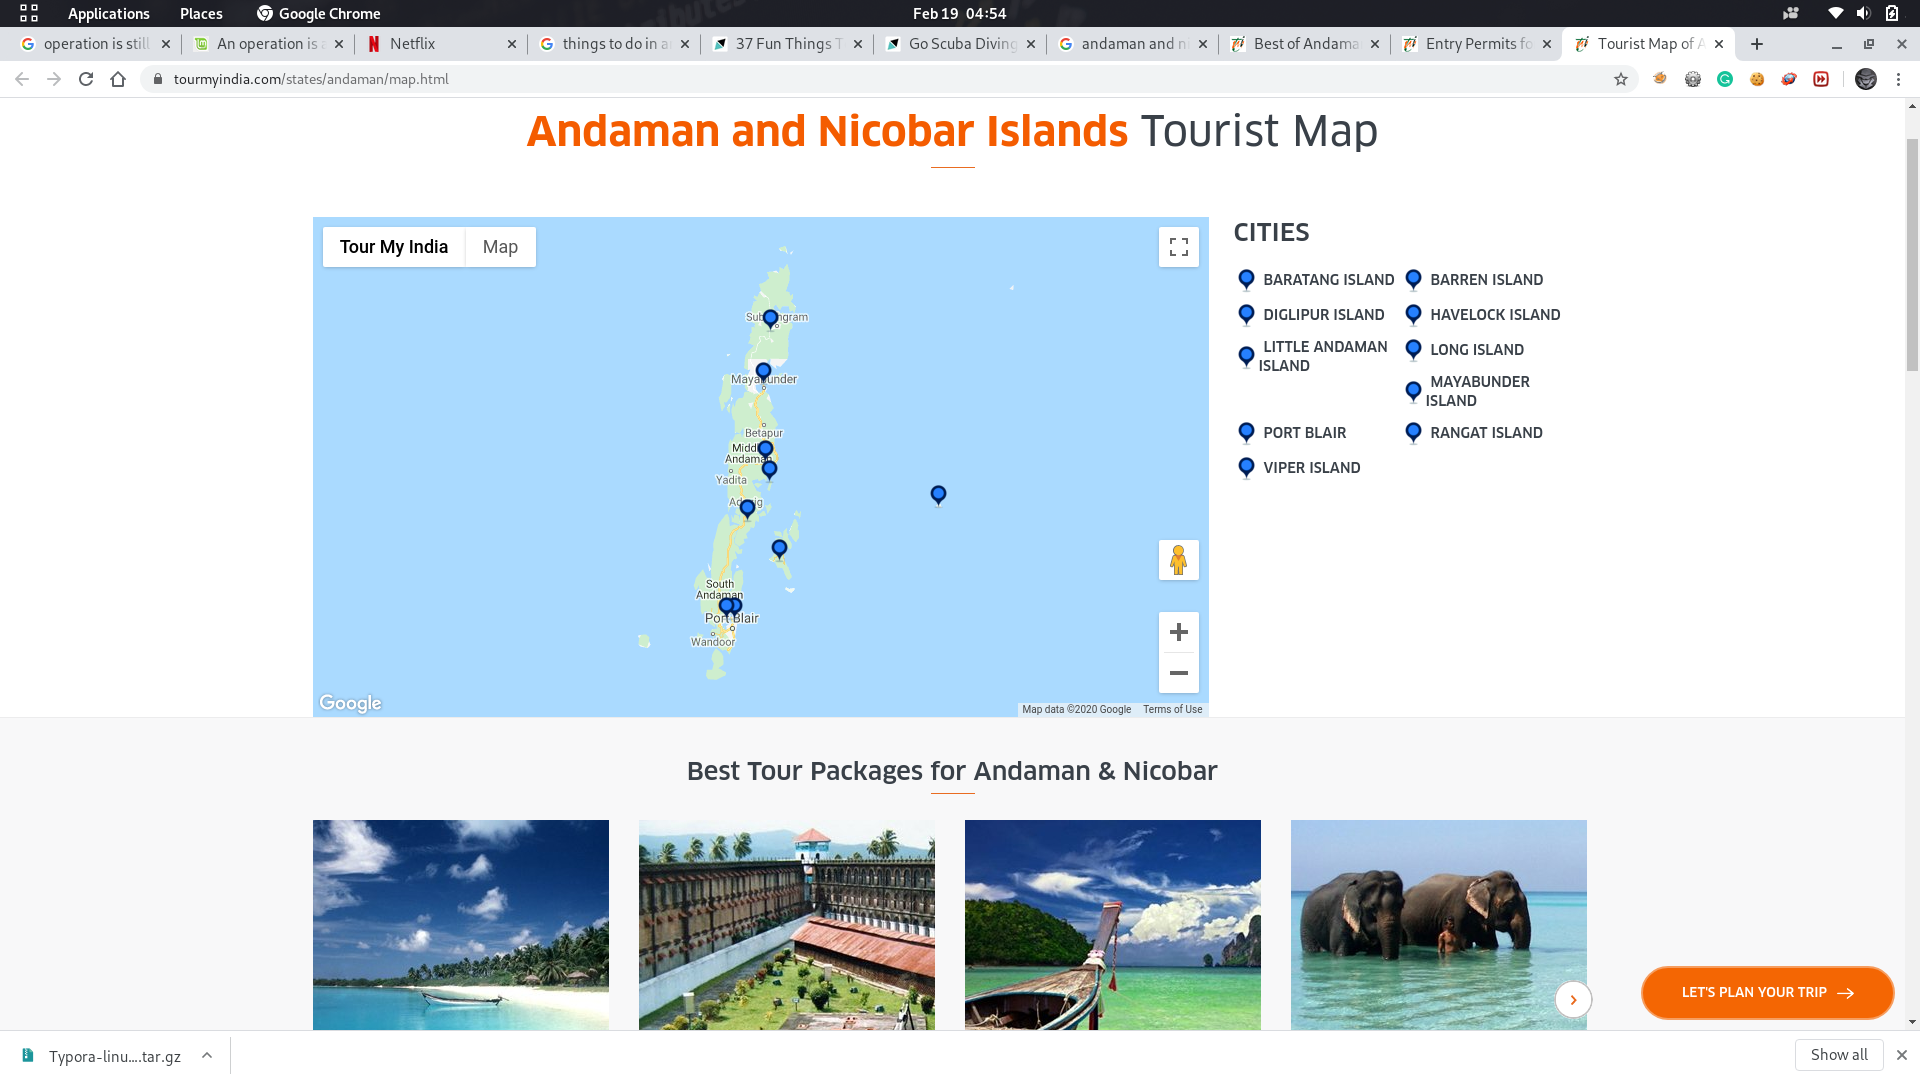 Applications Places Google Chrome Feb 19 04:54
operation is still An operation is a Netflix things to do in a 37 Fun Things T Go Scuba Diving andaman and ni Best of Andama Entry Permits fo Tourist Map of A
tourmyindia.com/states/andaman/map.html
Andaman and Nicobar Islands Tourist Map
Tour My India Map
Mayabunder
Betapur
Middle
Andaman
Yadita
South
Andaman
Port Blair
Wandoor
Google
Map data ©2020 Google Terms of Use
CITIES
BARATANG ISLAND BARREN ISLAND
DIGLIPUR ISLAND HAVELOCK ISLAND
LITTLE ANDAMAN
ISLAND
LONG ISLAND
MAYABUNDER
ISLAND
PORT BLAIR RANGAT ISLAND
VIPER ISLAND
Best Tour Packages for Andaman & Nicobar
LET'S PLAN YOUR TRIP
Typora-linu....tar.gz Show all